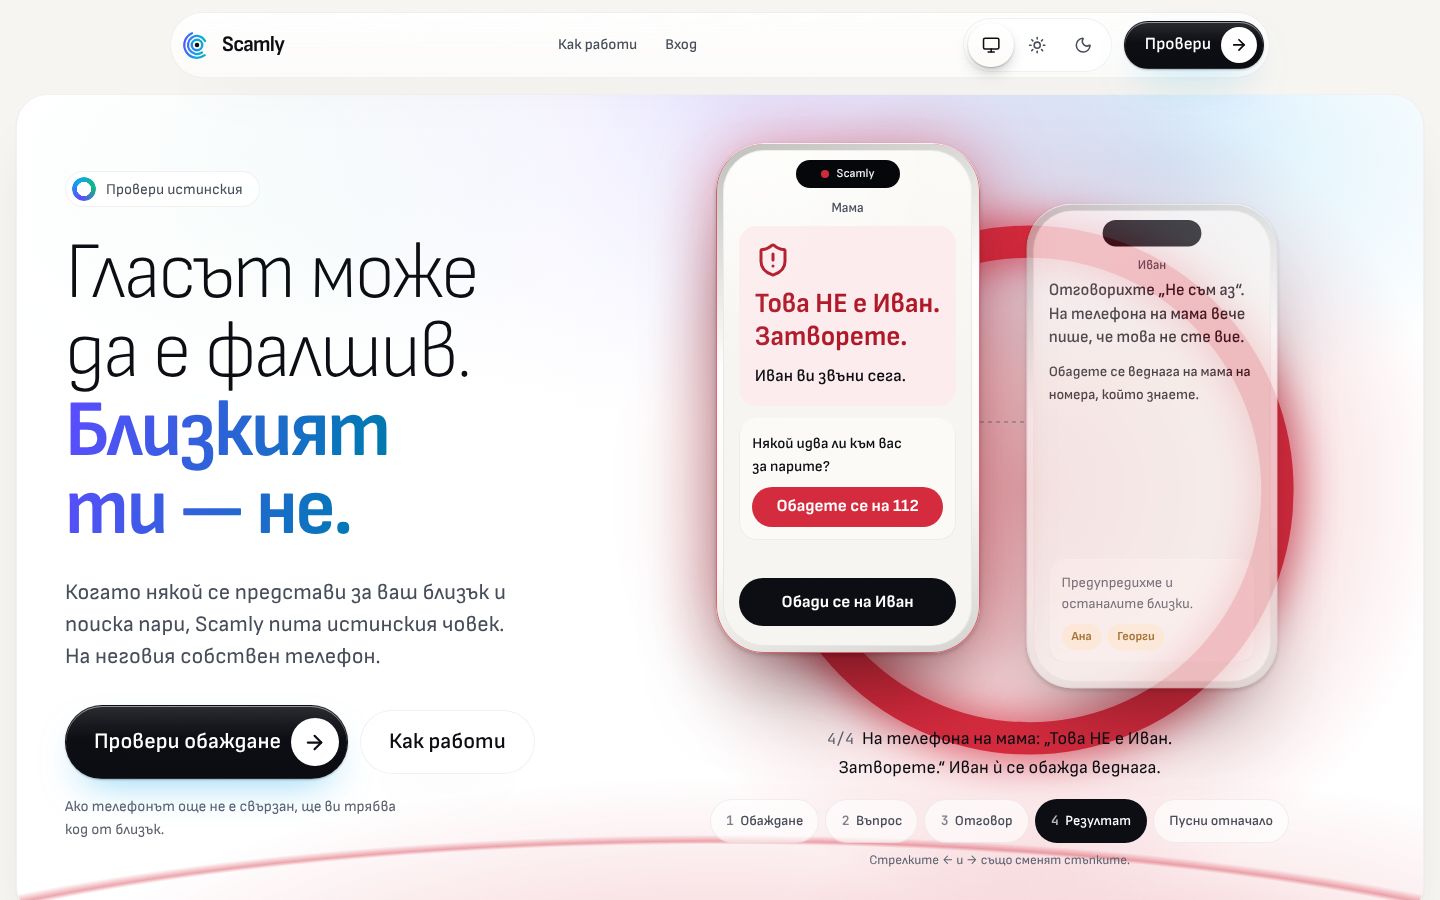 Scamly
Как работи
Вход
Провери
Провери истинския
Гласът може
да е фалшив.
Близкият
ти — не.
Когато някой се представи за ваш близък и
поиска пари, Scamly пита истинския човек.
На неговия собствен телефон.
Провери обаждане
Как работи
Ако телефонът още не е свързан, ще ви трябва
код от близък.
Scamly
Мама
Това НЕ е Иван.
Затворете.
Иван ви звъни сега.
Някой идва ли към вас
за парите?
Обадете се на 112
Обади се на Иван
Иван
Отговорихте „Не съм аз“.
На телефона на мама вече
пише, че това не сте вие.
Обадете се веднага на мама на
номера, който знаете.
Предупредихме и
останалите близки.
Ана
Георги
4/4 На телефона на мама: „Това НЕ е Иван.
Затворете.“ Иван ѝ се обажда веднага.
1 Обаждане
2 Въпрос
3 Отговор
4 Резултат
Пусни отначало
Стрелките ← и → също сменят стъпките.